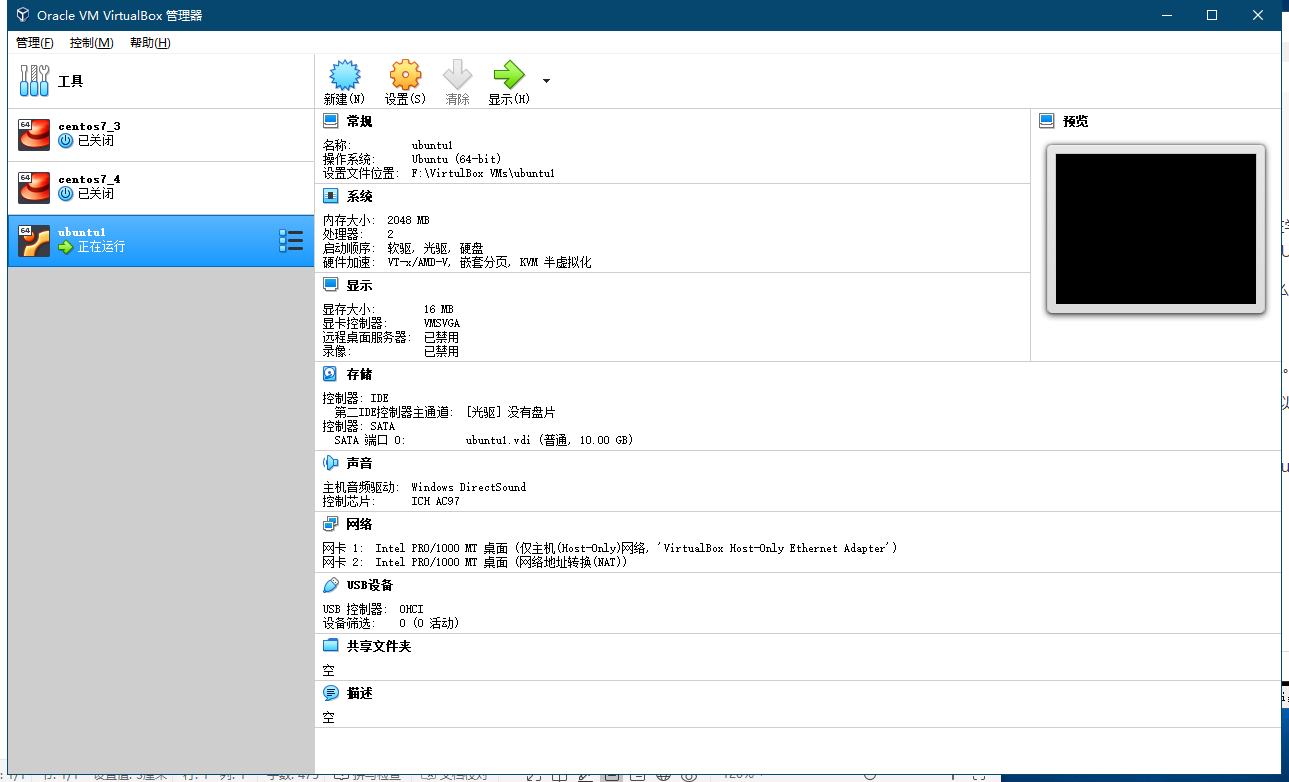 Oracle VM VirtualBox 管理器
管理(F) 控制(M) 帮助(H)
工具
新建(N) 设置(S) 清除 显示(H)
64
centos7_3
已关闭
64
centos7_4
已关闭
64
ubuntu1
正在运行
常规
名称: ubuntu1
操作系统: Ubuntu (64-bit)
设置文件位置: F:\VirtulBox VMs\ubuntu1
预览
系统
内存大小: 2048 MB
处理器: 2
启动顺序: 软驱, 光驱, 硬盘
硬件加速: VT-x/AMD-V, 嵌套分页, KVM 半虚拟化
显示
显存大小: 16 MB
显卡控制器: VMSVGA
远程桌面服务器: 已禁用
录像: 已禁用
存储
控制器: IDE
第二IDE控制器主通道: [光驱] 没有盘片
控制器: SATA
SATA 端口 0: ubuntu1.vdi (普通, 10.00 GB)
声音
主机音频驱动: Windows DirectSound
控制芯片: ICH AC97
网络
网卡 1: Intel PRO/1000 MT 桌面 (仅主机(Host-Only)网络, 'VirtualBox Host-Only Ethernet Adapter')
网卡 2: Intel PRO/1000 MT 桌面 (网络地址转换(NAT))
USB设备
USB 控制器: OHCI
设备筛选: 0 (0 活动)
共享文件夹
空
描述
空